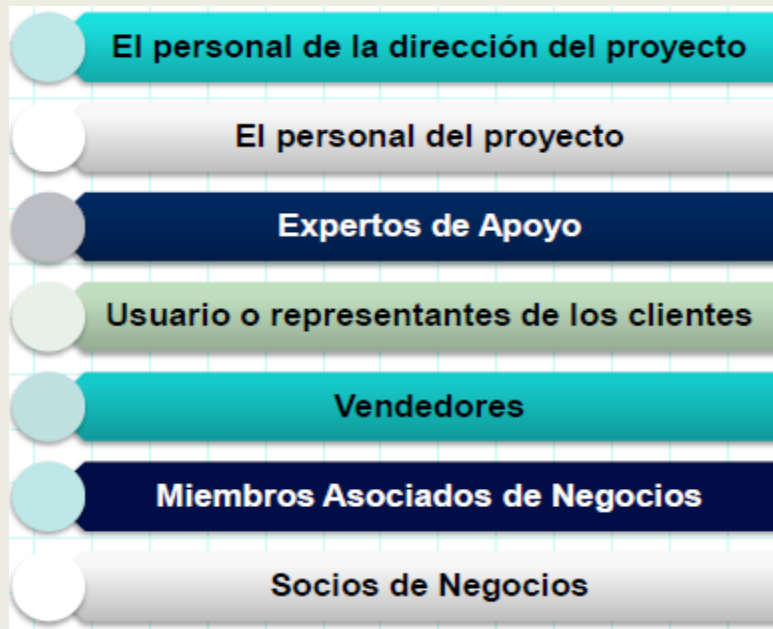 El personal de la dirección del proyecto
El personal del proyecto
Expertos de Apoyo
Usuario o representantes de los clientes
Vendedores
Miembros Asociados de Negocios
Socios de Negocios